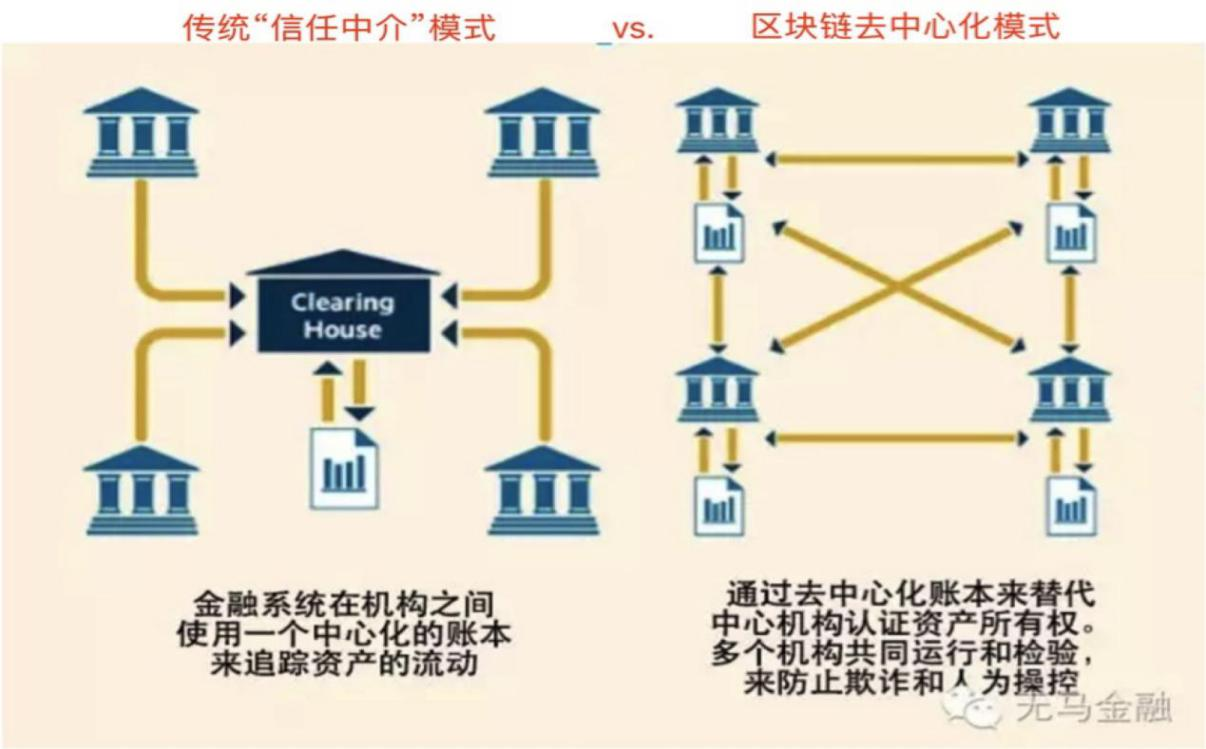 传统“信任中介”模式 vs. 区块链去中心化模式
Clearing
House
金融系统在机构之间
使用一个中心化的账本
来追踪资产的流动
通过去中心化账本来替代
中心机构认证资产所有权。
多个机构共同运行和检验，
来防止欺诈和人为操控
无马金融